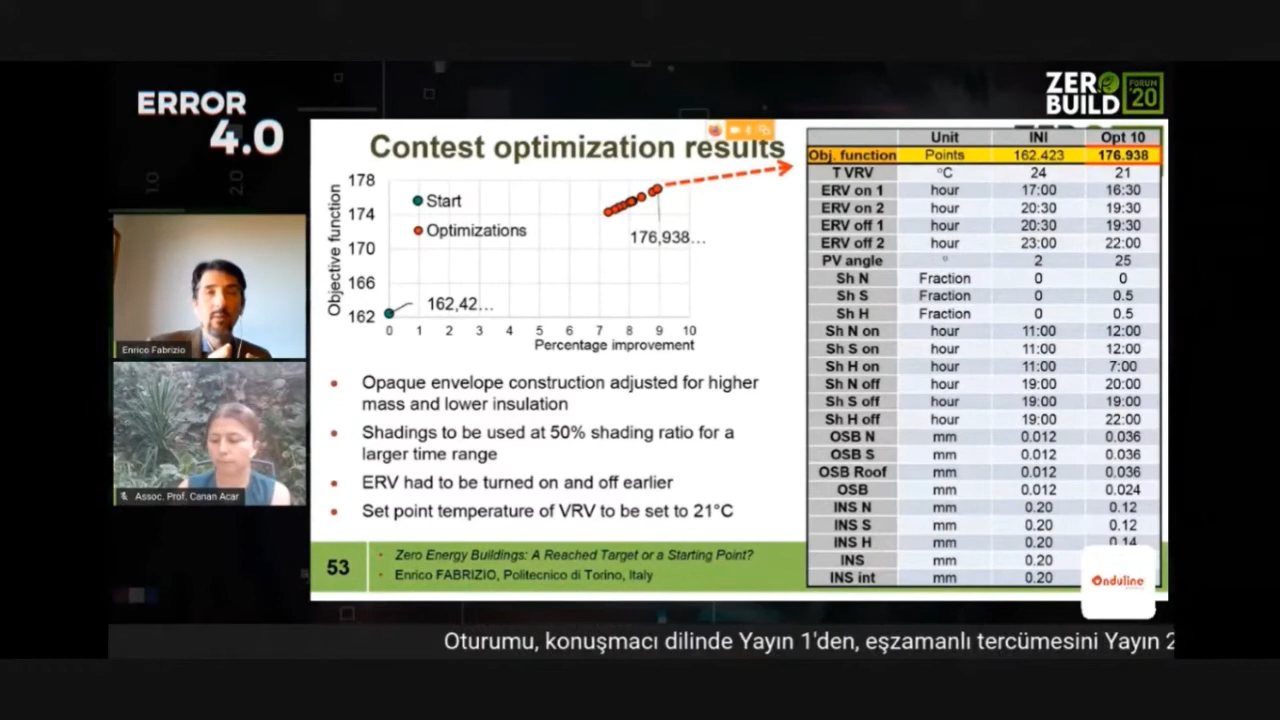 ERROR
4.0
1.0
2.0
ZERO
BUILD
FORUM
'20
Contest optimization results
Objective function
178
174
170
166
162
Start
Optimizations
176,938...
162,42...
0 1 2 3 4 5 6 7 8 9 10
Percentage improvement
• Opaque envelope construction adjusted for higher
mass and lower insulation
• Shadings to be used at 50% shading ratio for a
larger time range
• ERV had to be turned on and off earlier
• Set point temperature of VRV to be set to 21°C
53
• Zero Energy Buildings: A Reached Target or a Starting Point?
• Enrico FABRIZIO, Politecnico di Torino, Italy
Unit INI Opt 10
Obj. function Points 162.423 176.938
T VRV °C 24 21
ERV on 1 hour 17:00 16:30
ERV on 2 hour 20:30 19:30
ERV off 1 hour 20:30 19:30
ERV off 2 hour 23:00 22:00
PV angle ° 2 25
Sh N Fraction 0 0
Sh S Fraction 0 0.5
Sh H Fraction 0 0.5
Sh N on hour 11:00 12:00
Sh S on hour 11:00 12:00
Sh H on hour 11:00 7:00
Sh N off hour 19:00 20:00
Sh S off hour 19:00 19:00
Sh H off hour 19:00 22:00
OSB N mm 0.012 0.036
OSB S mm 0.012 0.036
OSB Roof mm 0.012 0.036
OSB mm 0.012 0.024
INS N mm 0.20 0.12
INS S mm 0.20 0.12
INS H mm 0.20 0.14
INS mm 0.20
INS int mm 0.20
Enrico Fabrizio
Assoc. Prof. Canan Acar
Onduline
Oturumu, konuşmacı dilinde Yayın 1'den, eşzamanlı tercümesini Yayın 2